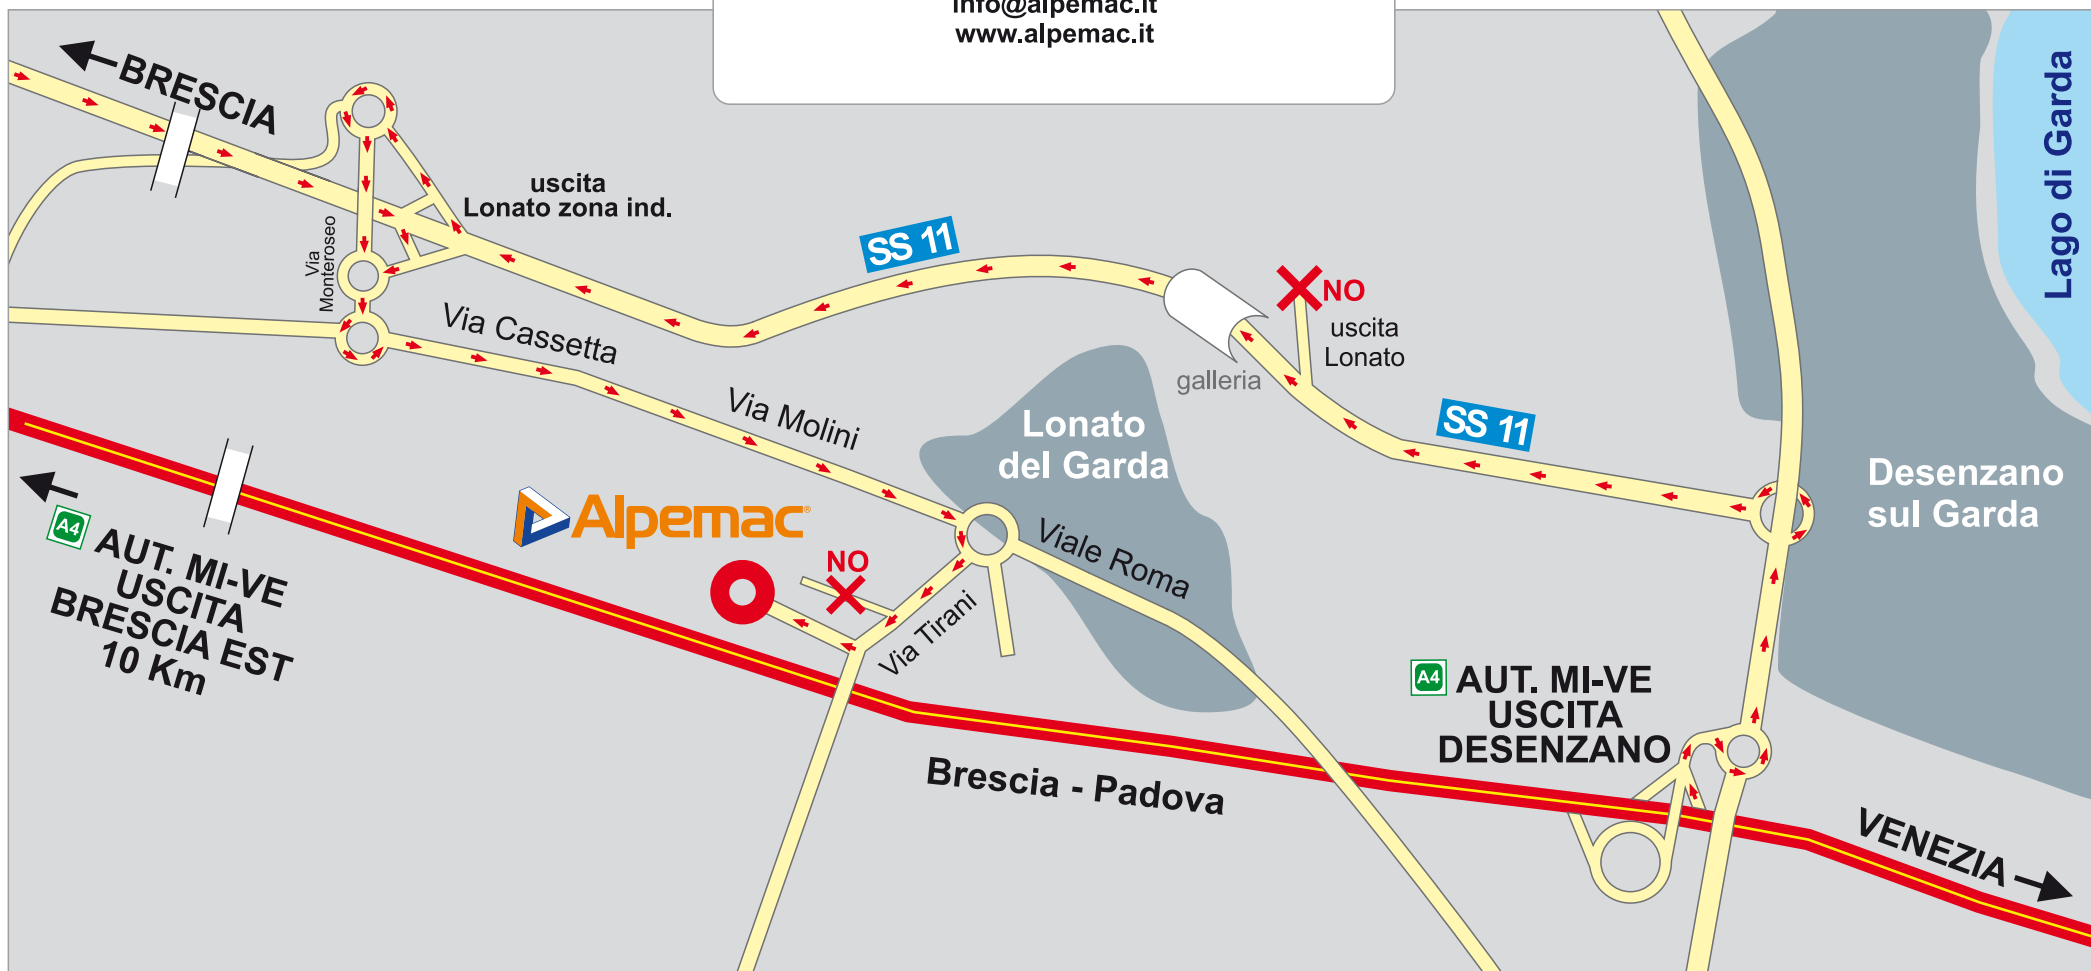 info@alpemac.it
www.alpemac.it
BRESCIA
uscita
Lonato zona ind.
Via
Monteroseo
SS 11
NO
uscita
Lonato
galleria
Lago di Garda
Via Cassetta
Via Molini
Lonato
del Garda
SS 11
Desenzano
sul Garda
A4
AUT. MI-VE
USCITA
BRESCIA EST
10 Km
Alpemac®
NO
Viale Roma
Via Tirani
A4
AUT. MI-VE
USCITA
DESENZANO
Brescia - Padova
VENEZIA